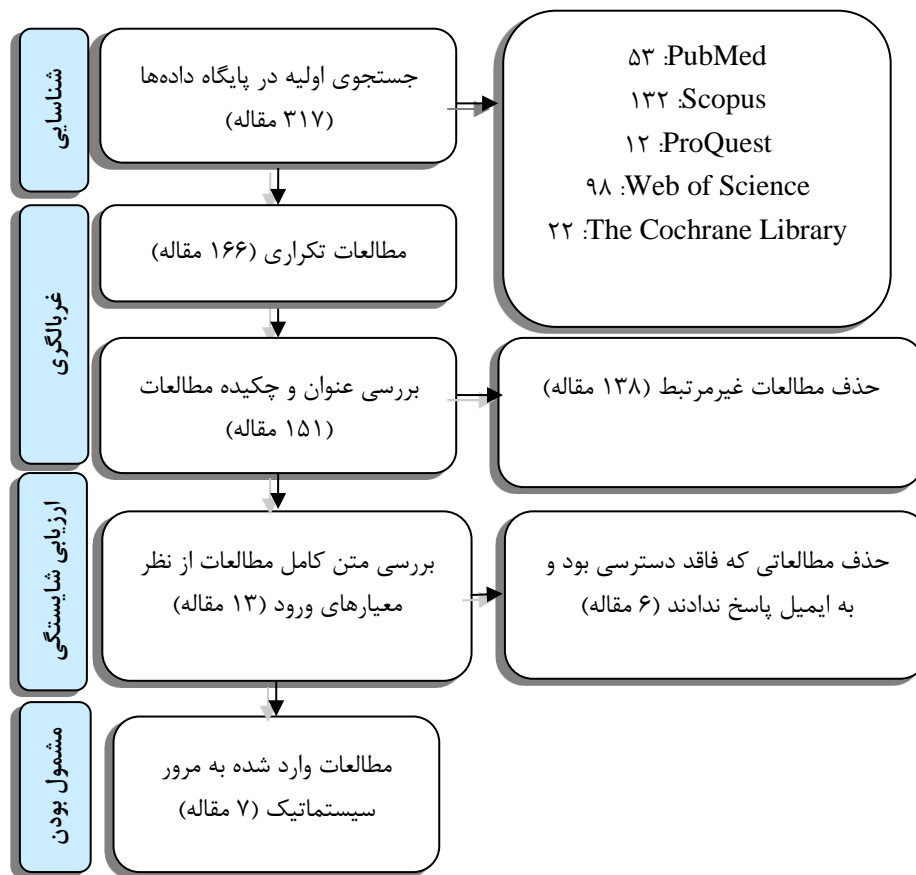 شناسایی
جستجوی اولیه در پایگاه داده‌ها
(۳۱۷ مقاله)
PubMed: ۵۳
Scopus: ۱۳۲
ProQuest: ۱۲
Web of Science: ۹۸
The Cochrane Library: ۲۲
غربالگری
مطالعات تکراری (۱۶۶ مقاله)
بررسی عنوان و چکیده مطالعات
(۱۵۱ مقاله)
حذف مطالعات غیرمرتبط (۱۳۸ مقاله)
ارزیابی شایستگی
بررسی متن کامل مطالعات از نظر
معیارهای ورود (۱۳ مقاله)
حذف مطالعاتی که فاقد دسترسی بود و
به ایمیل پاسخ ندادند (۶ مقاله)
مشمول بودن
مطالعات وارد شده به مرور
سیستماتیک (۷ مقاله)